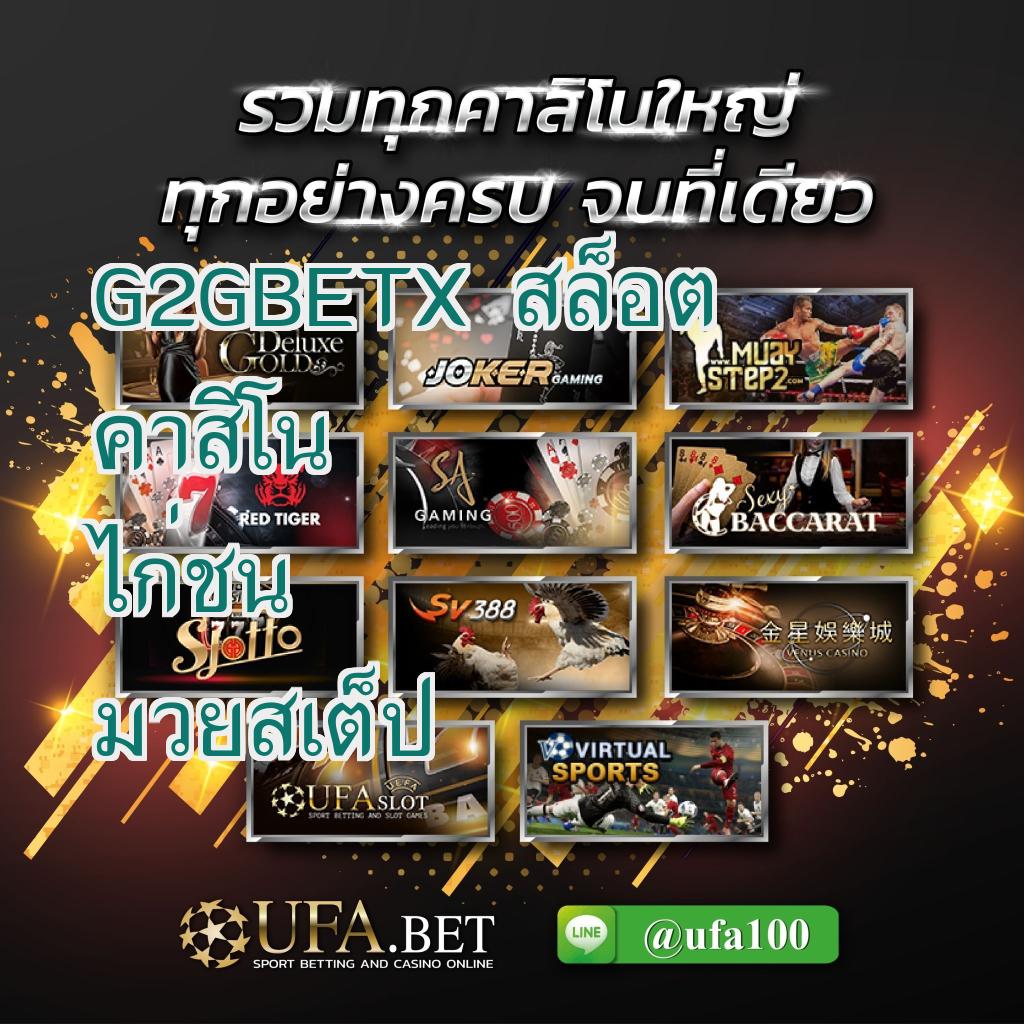 รวมทุกคาสิโนใหญ่
ทุกอย่างครบ จบที่เดียว
G2GBETX สล็อต
คาสิโน
ไก่ชน
มวยสเต็ป
Deluxe
GOLD
JOKER GAMING
WWW.MUAY
STEP2.COM
7
RED TIGER
SA
GAMING
Sexy
BACCARAT
Slotto
SV388
金星娛樂城
VENUS CASINO
UEFA
UFA SLOT
SPORT BETTING AND SLOT GAMES
VIRTUAL
SPORTS
UFA.BET
SPORT BETTING AND CASINO ONLINE
LINE
@ufa100